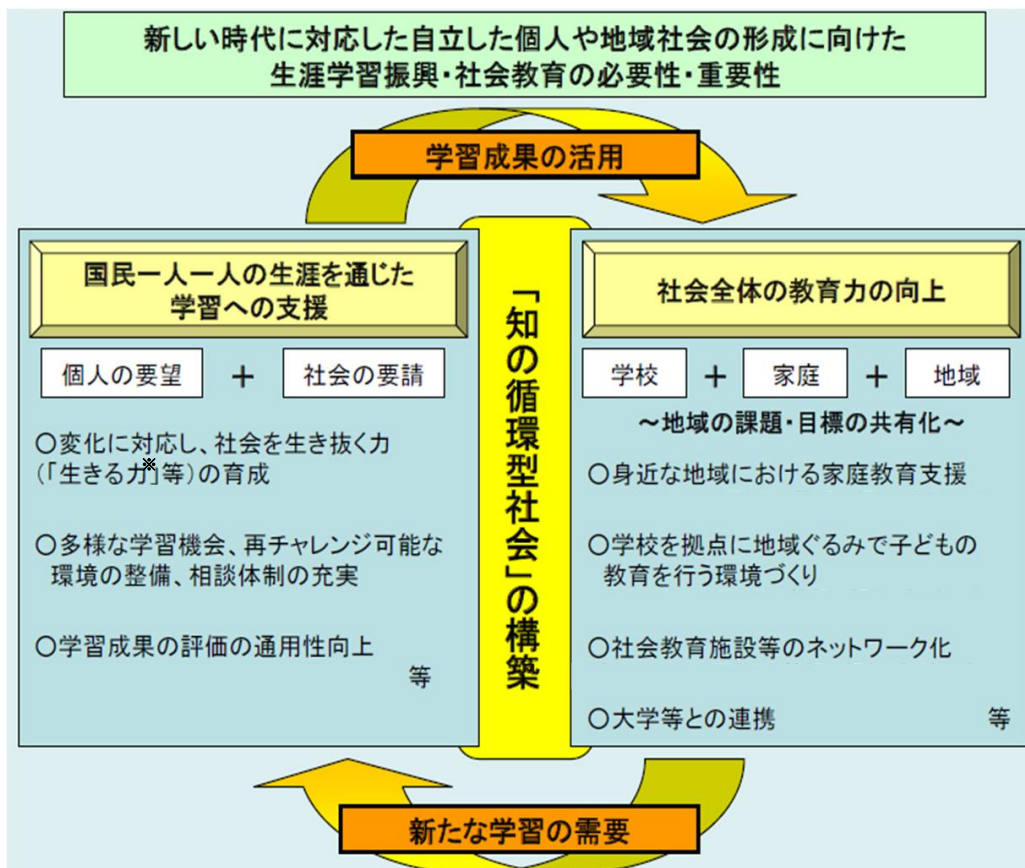 新しい時代に対応した自立した個人や地域社会の形成に向けた
生涯学習振興・社会教育の必要性・重要性
学習成果の活用
国民一人一人の生涯を通じた
学習への支援
個人の要望 + 社会の要請
○変化に対応し、社会を生き抜く力
(「生きる力」※等)の育成
○多様な学習機会、再チャレンジ可能な
環境の整備、相談体制の充実
○学習成果の評価の通用性向上
等
「知の循環型社会」の構築
社会全体の教育力の向上
学校 + 家庭 + 地域
～地域の課題・目標の共有化～
○身近な地域における家庭教育支援
○学校を拠点に地域ぐるみで子どもの
教育を行う環境づくり
○社会教育施設等のネットワーク化
○大学等との連携 等
新たな学習の需要